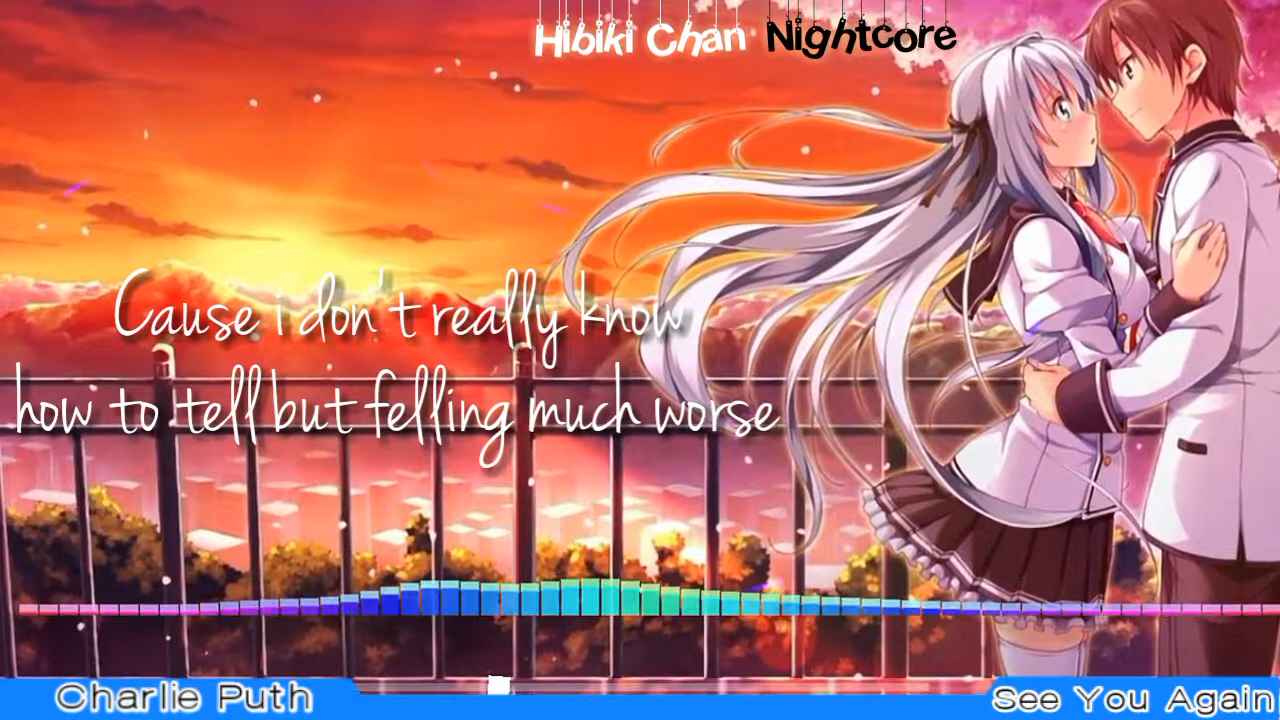 Hibiki Chan Nightcore
Cause i don't really know
how to tell but felling much worse
Charlie Puth
See You Again